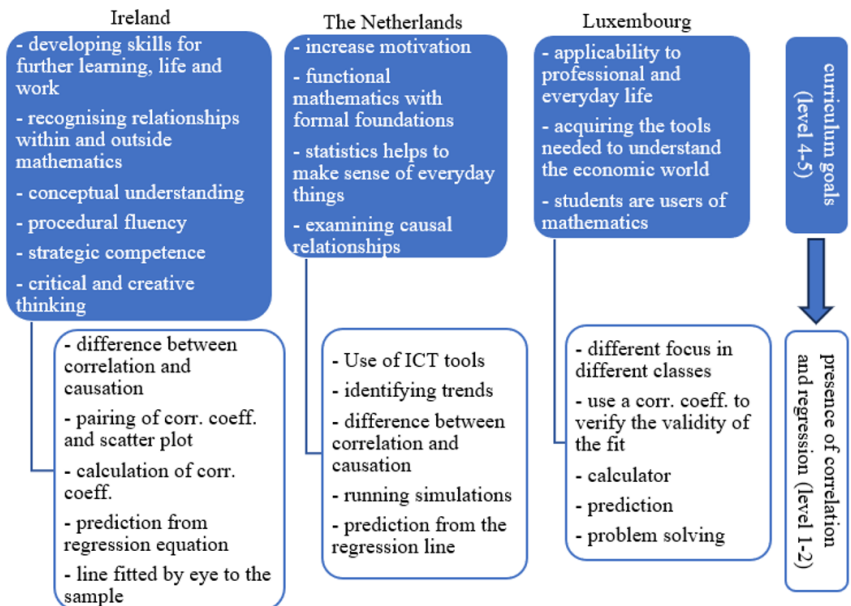 Ireland
- developing skills for
further learning, life and
work
- recognising relationships
within and outside
mathematics
- conceptual understanding
- procedural fluency
- strategic competence
- critical and creative
thinking
- difference between
correlation and
causation
- pairing of corr. coeff.
and scatter plot
- calculation of corr.
coeff.
- prediction from
regression equation
- line fitted by eye to the
sample
The Netherlands
- increase motivation
- functional
mathematics with
formal foundations
- statistics helps to
make sense of everyday
things
- examining causal
relationships
- Use of ICT tools
- identifying trends
- difference between
correlation and
causation
- running simulations
- prediction from the
regression line
Luxembourg
- applicability to
professional and
everyday life
- acquiring the tools
needed to understand
the economic world
- students are users of
mathematics
- different focus in
different classes
- use a corr. coeff. to
verify the validity of
the fit
- calculator
- prediction
- problem solving
curriculum goals
(level 4-5)
presence of correlation
and regression (level 1-2)